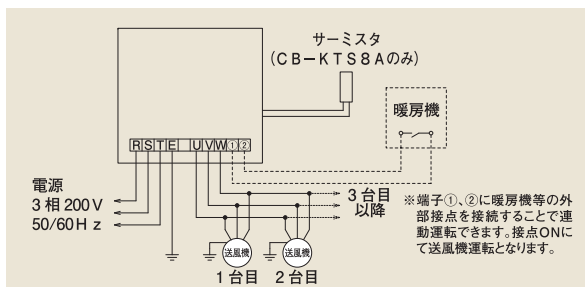 サーミスタ
(CB-KTS8Aのみ)
暖房機
R S T E U V W ① ②
電源
3相200V
50/60Hz
3台目
以降
送風機
1台目
送風機
2台目
※端子①、②に暖房機等の外
部接点を接続することで連
動運転できます。接点ONに
て送風機運転となります。